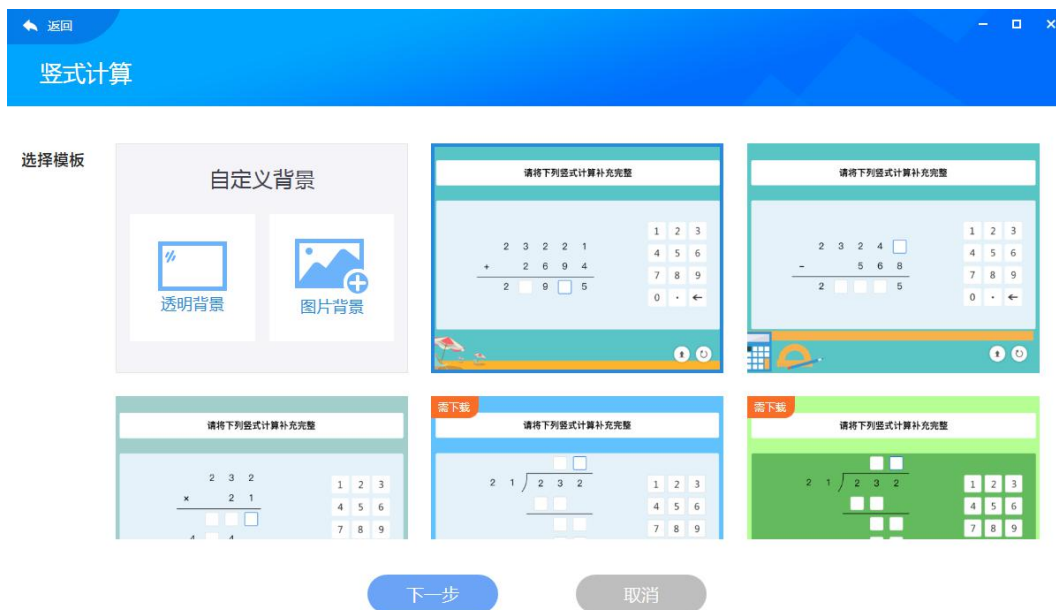 返回
竖式计算
选择模板
自定义背景
透明背景
图片背景
请将下列竖式计算补充完整
2 3 2 2 1
+ 2 6 9 4
2 9 5
1 2 3
4 5 6
7 8 9
0 · ←
请将下列竖式计算补充完整
2 3 2 4
- 5 6 8
2 5
1 2 3
4 5 6
7 8 9
0 · ←
请将下列竖式计算补充完整
2 3 2
× 2 1
1 2 3
4 5 6
7 8 9
需下载
请将下列竖式计算补充完整
2 1 2 3 2
1 2 3
4 5 6
7 8 9
需下载
请将下列竖式计算补充完整
2 1 2 3 2
1 2 3
4 5 6
7 8 9
下一步
取消